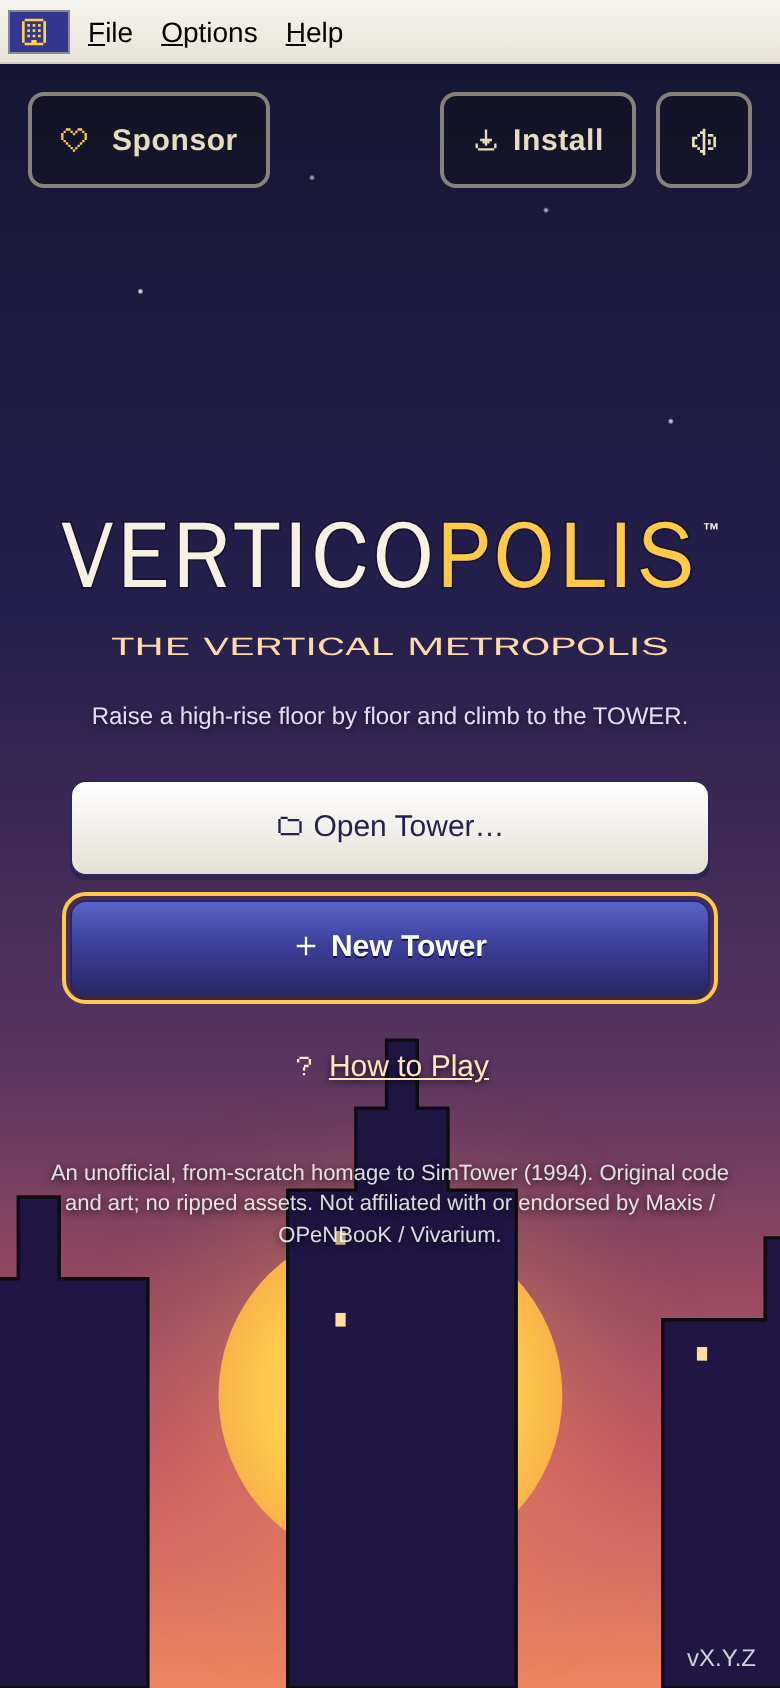 File Options Help
Sponsor
Install
VERTICOPOLIS™
THE VERTICAL METROPOLIS
Raise a high-rise floor by floor and climb to the TOWER.
Open Tower…
New Tower
? How to Play
An unofficial, from-scratch homage to SimTower (1994). Original code
and art; no ripped assets. Not affiliated with or endorsed by Maxis /
OPeNBooK / Vivarium.
vX.Y.Z